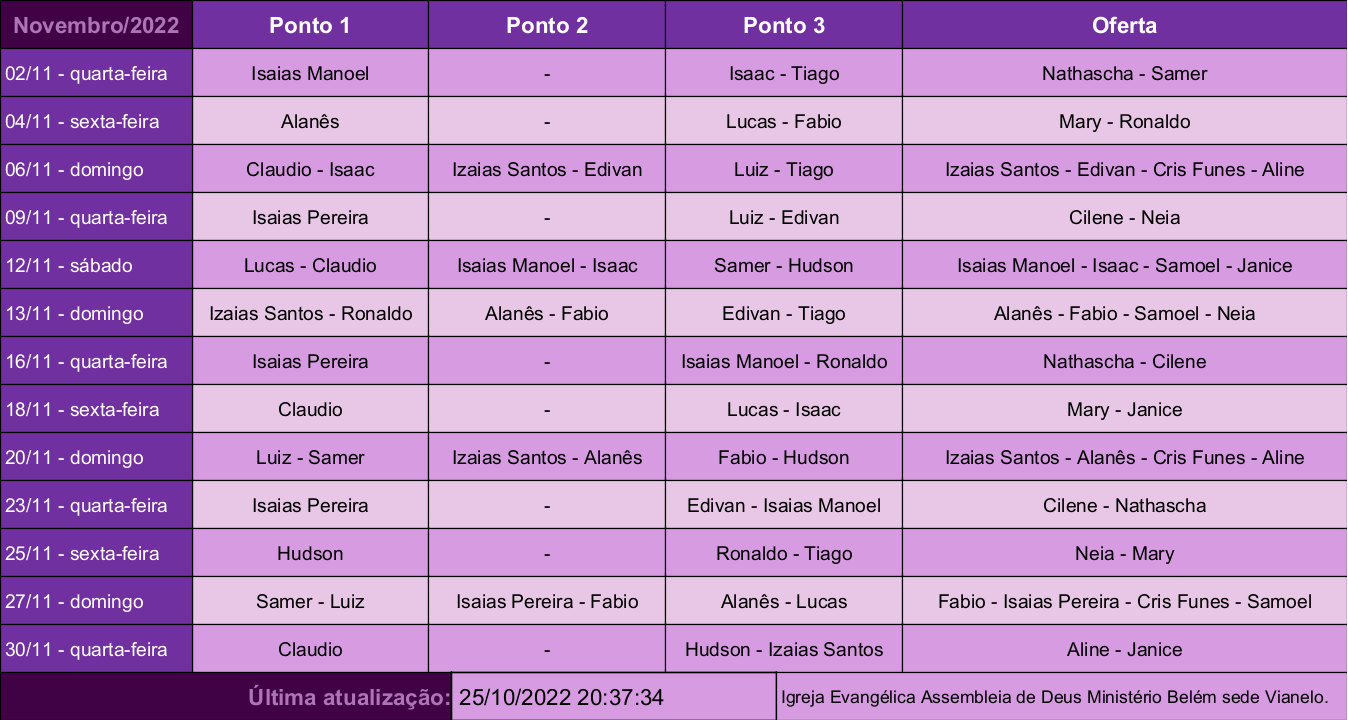 Novembro/2022 Ponto 1 Ponto 2 Ponto 3 Oferta
02/11 - quarta-feira Isaias Manoel - Isaac - Tiago Nathascha - Samer
04/11 - sexta-feira Alanês - Lucas - Fabio Mary - Ronaldo
06/11 - domingo Claudio - Isaac Izaias Santos - Edivan Luiz - Tiago Izaias Santos - Edivan - Cris Funes - Aline
09/11 - quarta-feira Isaias Pereira - Luiz - Edivan Cilene - Neia
12/11 - sábado Lucas - Claudio Isaias Manoel - Isaac Samer - Hudson Isaias Manoel - Isaac - Samoel - Janice
13/11 - domingo Izaias Santos - Ronaldo Alanês - Fabio Edivan - Tiago Alanês - Fabio - Samoel - Neia
16/11 - quarta-feira Isaias Pereira - Isaias Manoel - Ronaldo Nathascha - Cilene
18/11 - sexta-feira Claudio - Lucas - Isaac Mary - Janice
20/11 - domingo Luiz - Samer Izaias Santos - Alanês Fabio - Hudson Izaias Santos - Alanês - Cris Funes - Aline
23/11 - quarta-feira Isaias Pereira - Edivan - Isaias Manoel Cilene - Nathascha
25/11 - sexta-feira Hudson - Ronaldo - Tiago Neia - Mary
27/11 - domingo Samer - Luiz Isaias Pereira - Fabio Alanês - Lucas Fabio - Isaias Pereira - Cris Funes - Samoel
30/11 - quarta-feira Claudio - Hudson - Izaias Santos Aline - Janice
Última atualização: 25/10/2022 20:37:34 Igreja Evangélica Assembleia de Deus Ministério Belém sede Vianelo.